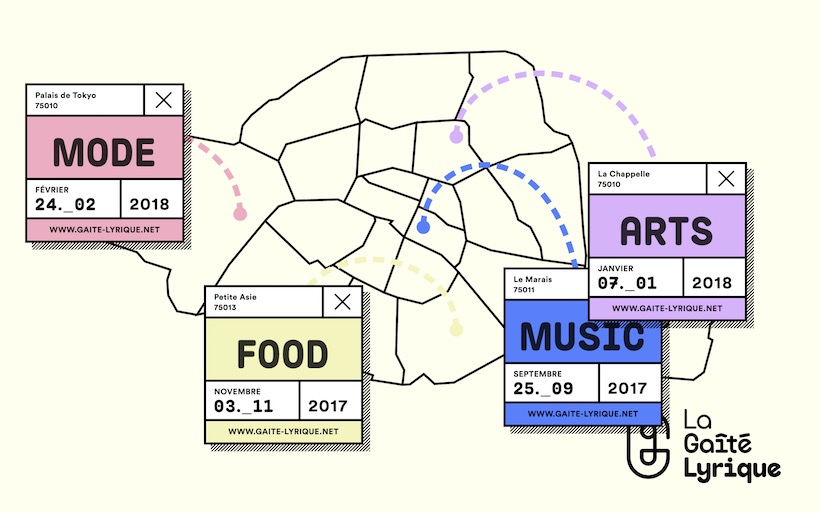 Palais de Tokyo
75010
MODE
FÉVRIER
24._02
2018
WWW.GAITE-LYRIQUE.NET
La Chappelle
75010
ARTS
JANVIER
07._01
2018
WWW.GAITE-LYRIQUE.NET
Petite Asie
75013
FOOD
NOVEMBRE
03._11
2017
WWW.GAITE-LYRIQUE.NET
Le Marais
75011
MUSIC
SEPTEMBRE
25._09
2017
WWW.GAITE-LYRIQUE.NET
La
Gaîté
Lyrique